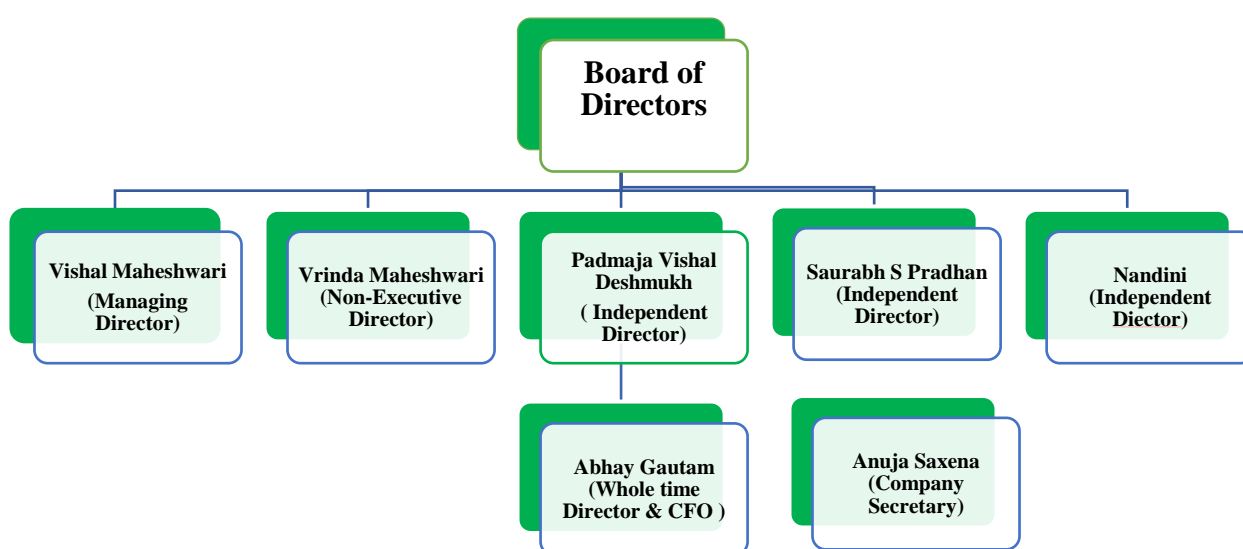 Board of
Directors
Vishal Maheshwari
(Managing
Director)
Vrinda Maheshwari
(Non-Executive
Director)
Padmaja Vishal
Deshmukh
( Independent
Director)
Saurabh S Pradhan
(Independent
Director)
Nandini
(Independent
Diector)
Abhay Gautam
(Whole time
Director & CFO )
Anuja Saxena
(Company
Secretary)